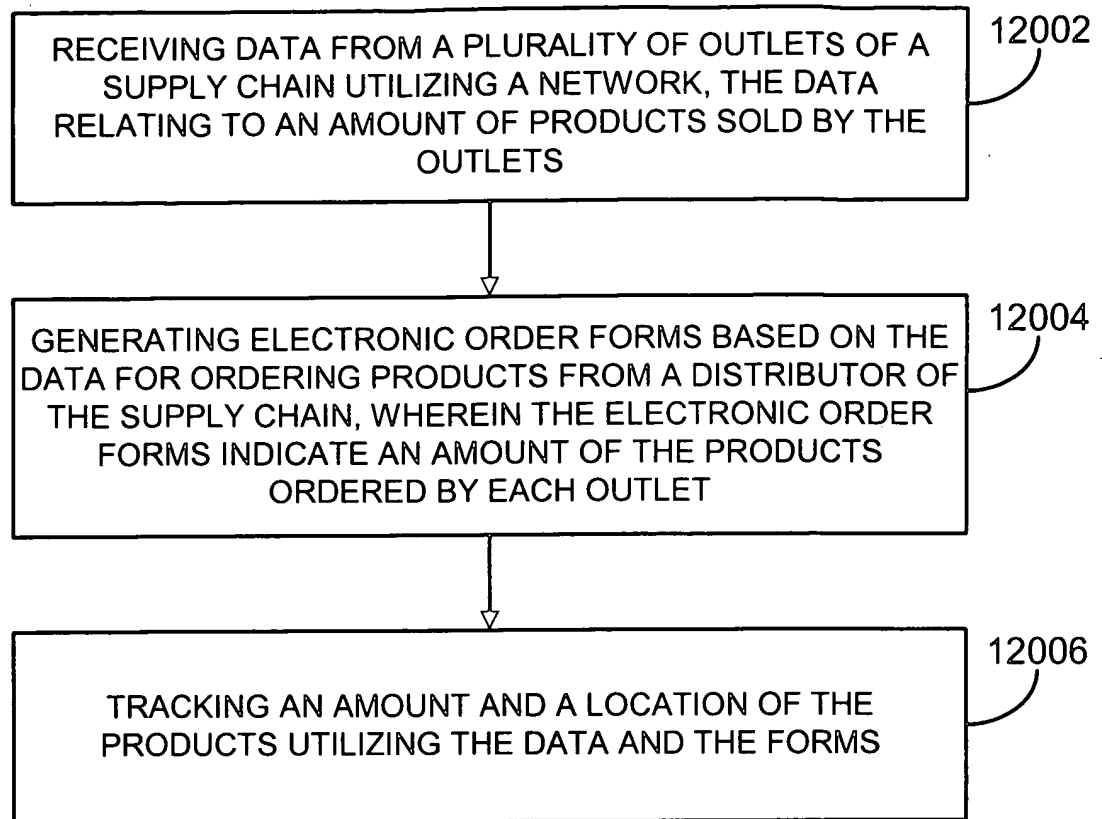 RECEIVING DATA FROM A PLURALITY OF OUTLETS OF A
SUPPLY CHAIN UTILIZING A NETWORK, THE DATA
RELATING TO AN AMOUNT OF PRODUCTS SOLD BY THE
OUTLETS
12002
GENERATING ELECTRONIC ORDER FORMS BASED ON THE
DATA FOR ORDERING PRODUCTS FROM A DISTRIBUTOR OF
THE SUPPLY CHAIN, WHEREIN THE ELECTRONIC ORDER
FORMS INDICATE AN AMOUNT OF THE PRODUCTS
ORDERED BY EACH OUTLET
12004
TRACKING AN AMOUNT AND A LOCATION OF THE
PRODUCTS UTILIZING THE DATA AND THE FORMS
12006